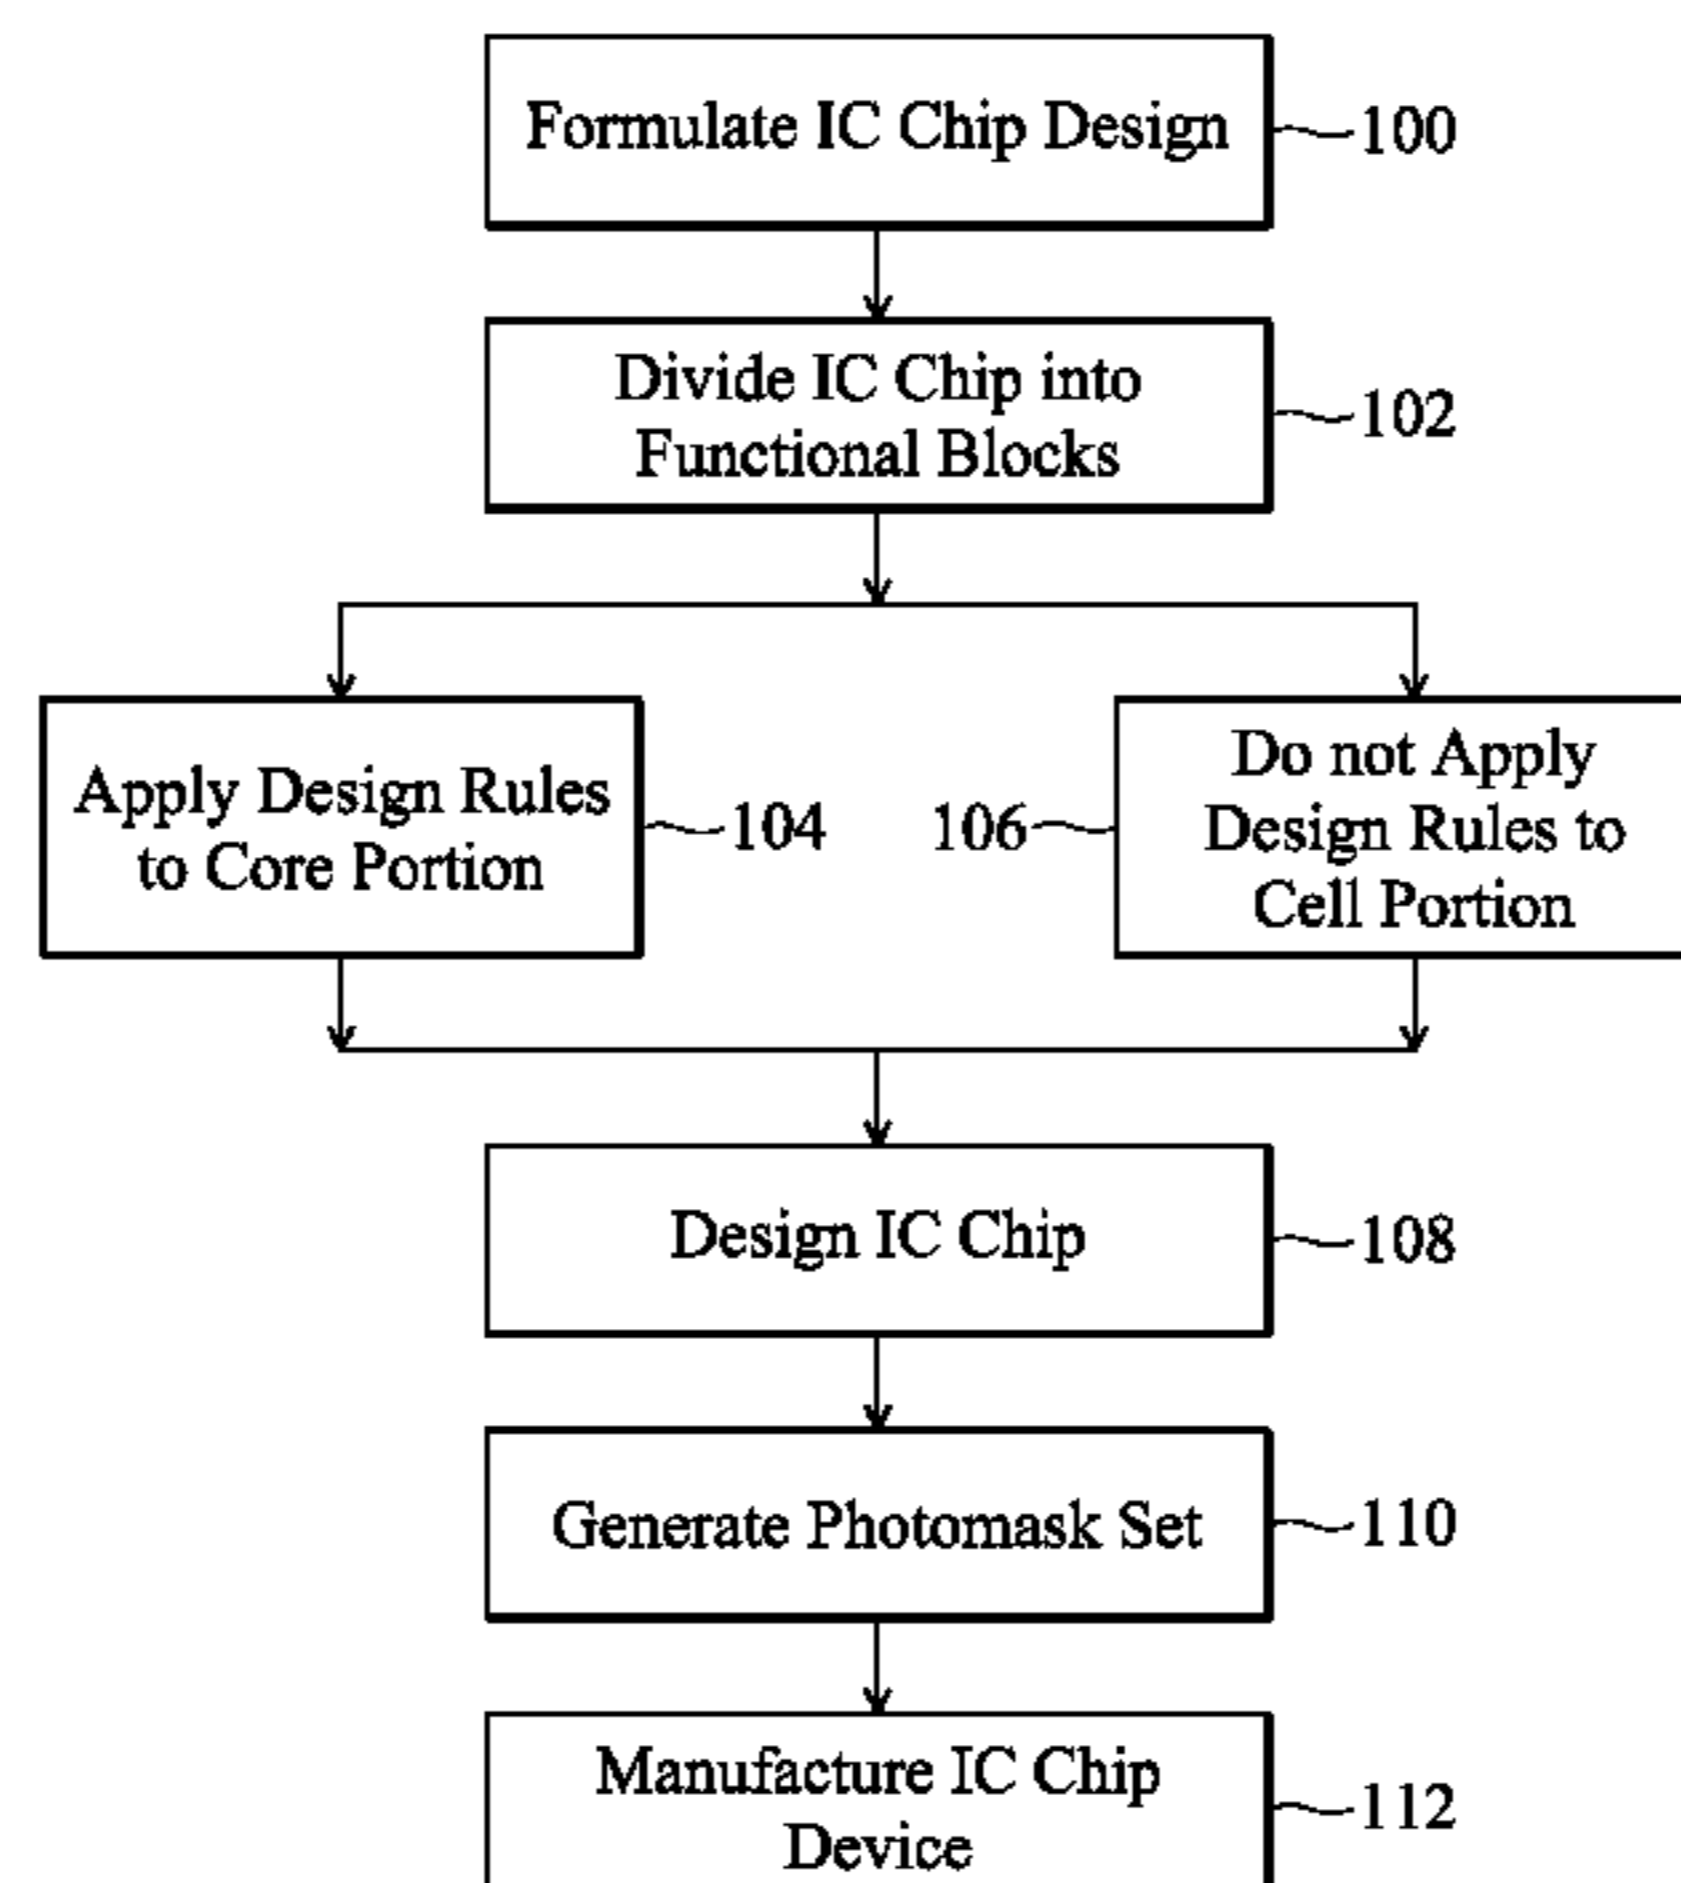 Formulate IC Chip Design
100
Divide IC Chip into
Functional Blocks
102
Apply Design Rules
to Core Portion
104
106
Do not Apply
Design Rules to
Cell Portion
Design IC Chip
108
Generate Photomask Set
110
Manufacture IC Chip
Device
112